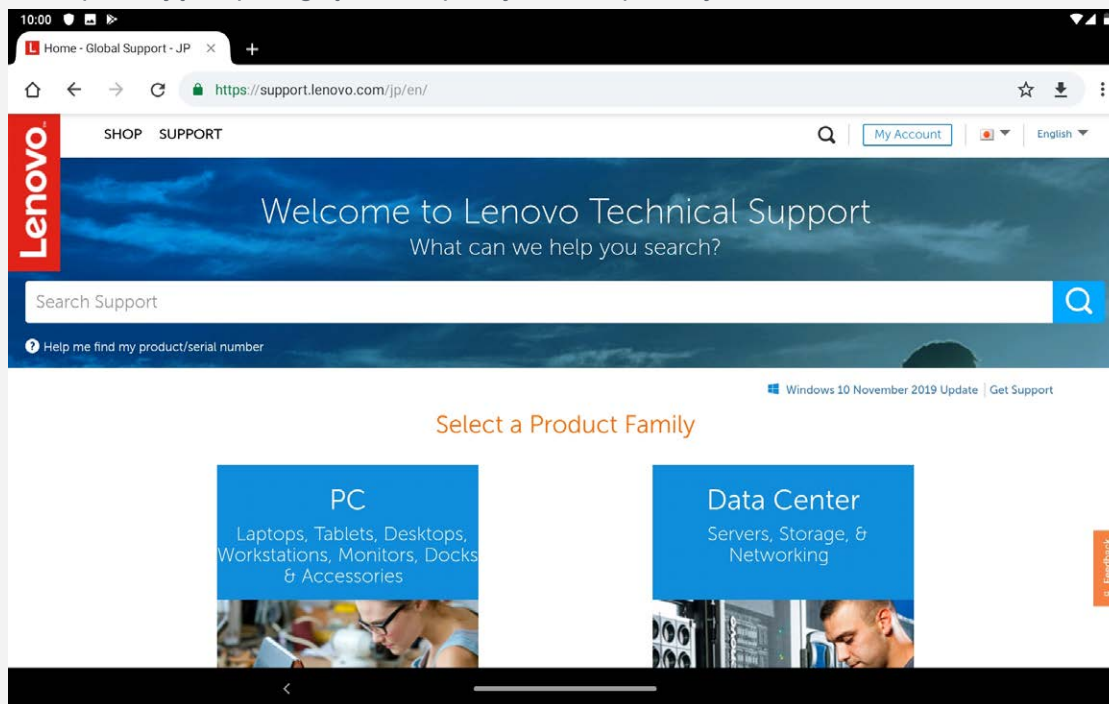 10:00
Home - Global Support - JP
https://support.lenovo.com/jp/en/
Lenovo
SHOP SUPPORT
My Account
English
Welcome to Lenovo Technical Support
What can we help you search?
Search Support
? Help me find my product/serial number
Windows 10 November 2019 Update | Get Support
Select a Product Family
PC
Laptops, Tablets, Desktops,
Workstations, Monitors, Docks
& Accessories
Data Center
Servers, Storage, &
Networking
Feedback